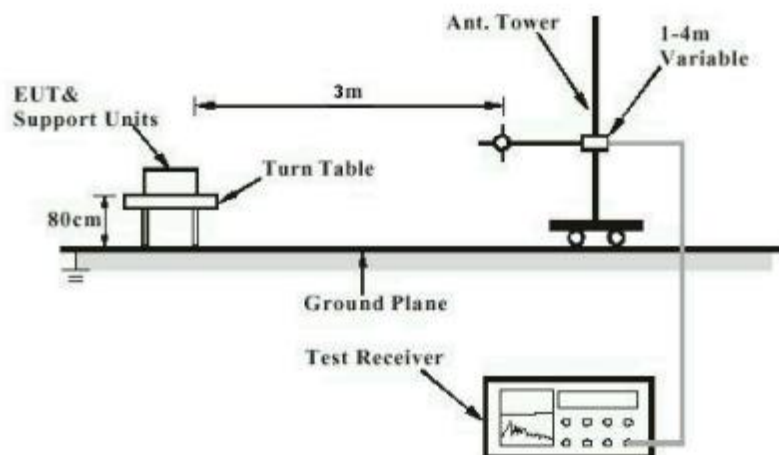 Ant. Tower
1-4m
Variable
3m
EUT&
Support Units
Turn Table
80cm
Ground Plane
Test Receiver